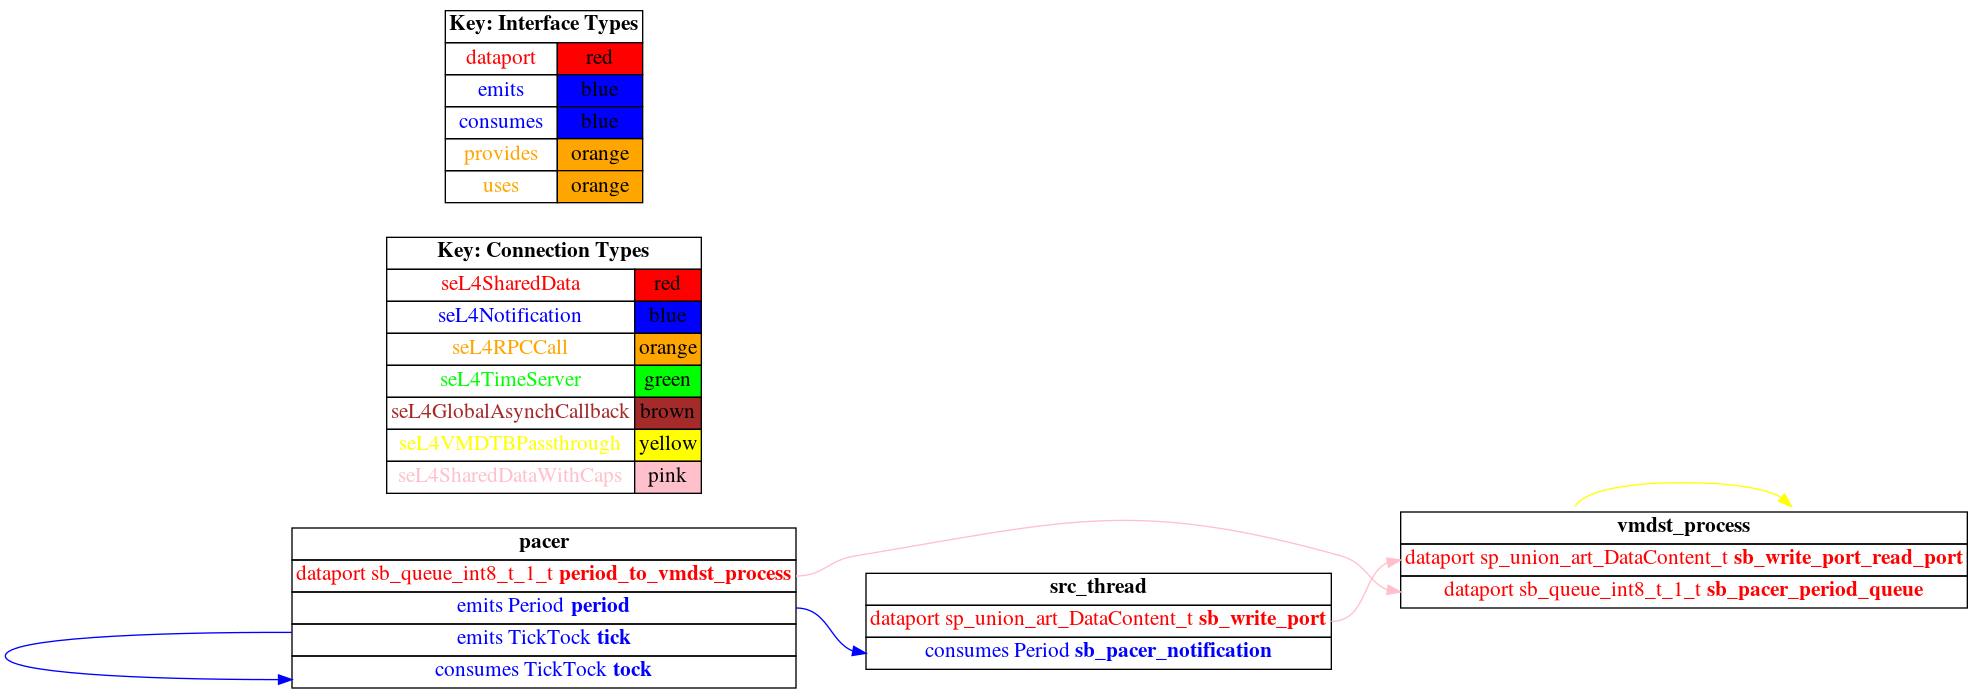 Key: Interface Types
dataport red
emits blue
consumes blue
provides orange
uses orange
Key: Connection Types
seL4SharedData red
seL4Notification blue
seL4RPCCall orange
seL4TimeServer green
seL4GlobalAsynchCallback brown
seL4VMDTBPassthrough yellow
seL4SharedDataWithCaps pink
pacer
dataport sb_queue_int8_t_1_t period_to_vmdst_process
emits Period period
emits TickTock tick
consumes TickTock tock
src_thread
dataport sp_union_art_DataContent_t sb_write_port
consumes Period sb_pacer_notification
vmdst_process
dataport sp_union_art_DataContent_t sb_write_port_read_port
dataport sb_queue_int8_t_1_t sb_pacer_period_queue